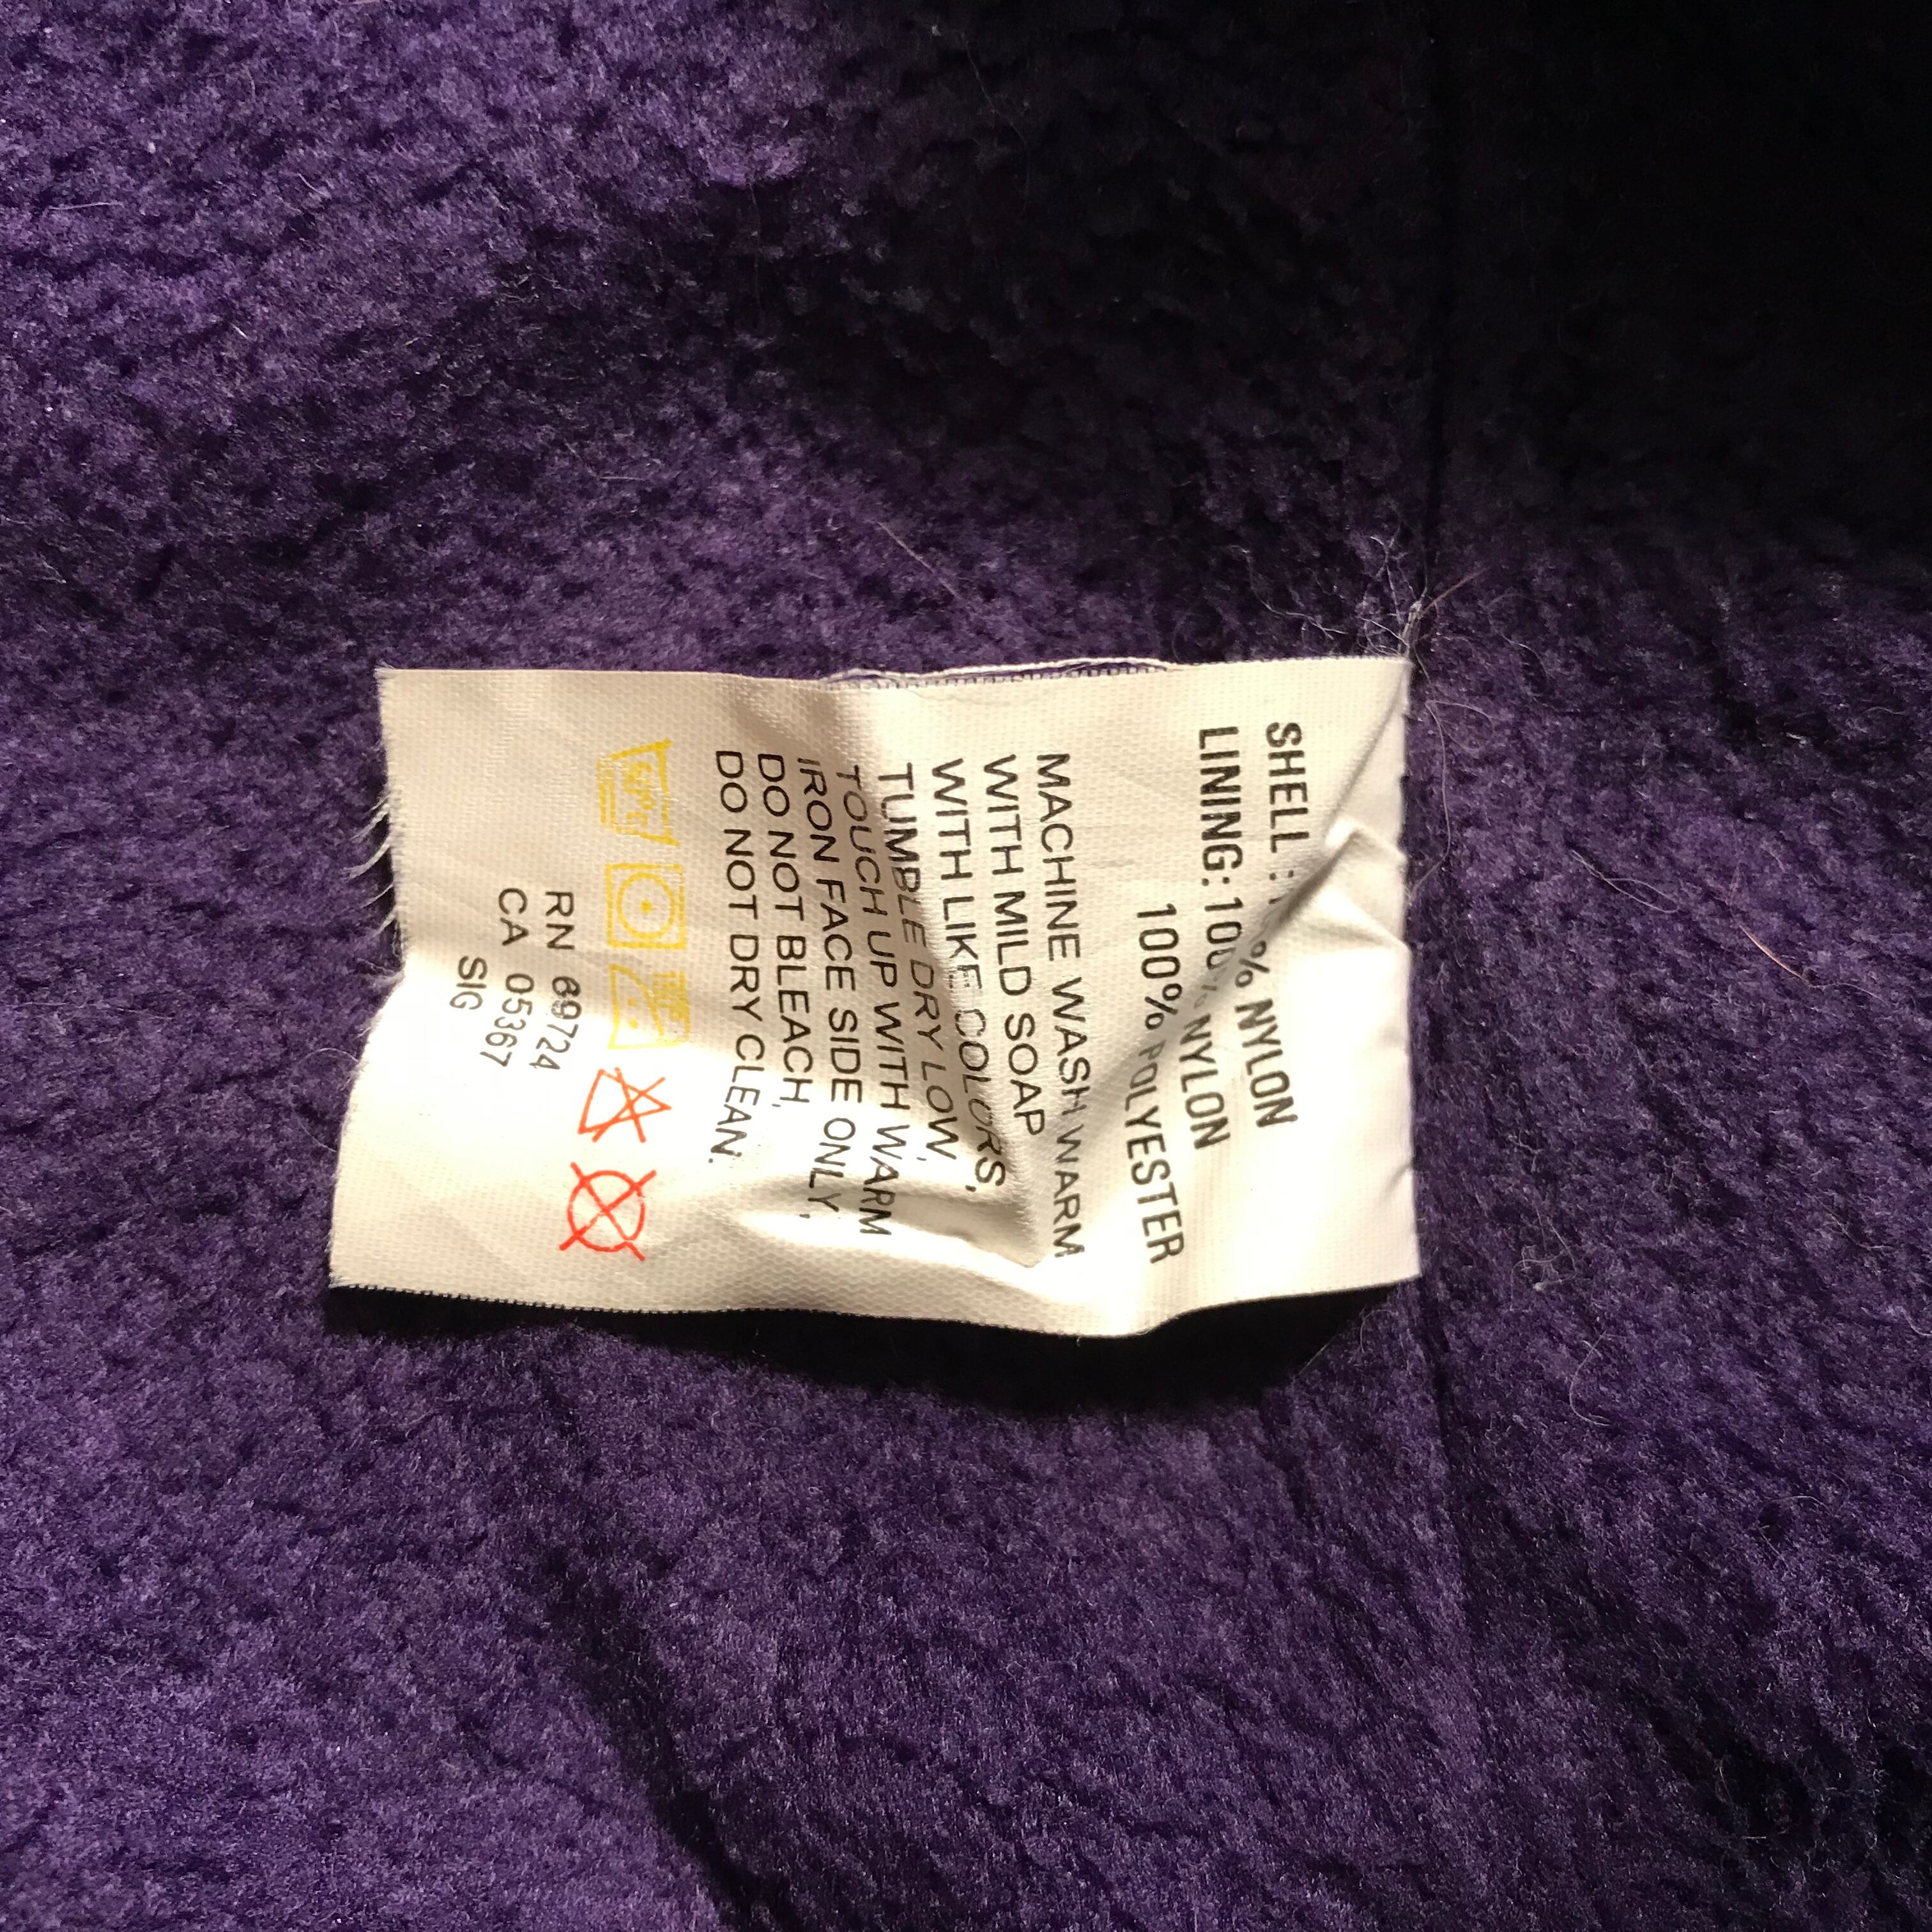 SHELL : % NYLON
LINING: 100% NYLON
100% POLYESTER
MACHINE WASH WARM
WITH MILD SOAP
WITH LIKE COLORS,
TUMBLE DRY LOW,
TOUCH UP WITH WARM
IRON FACE SIDE ONLY,
DO NOT BLEACH,
DO NOT DRY CLEAN.
RN 69724
CA 05367
SIG